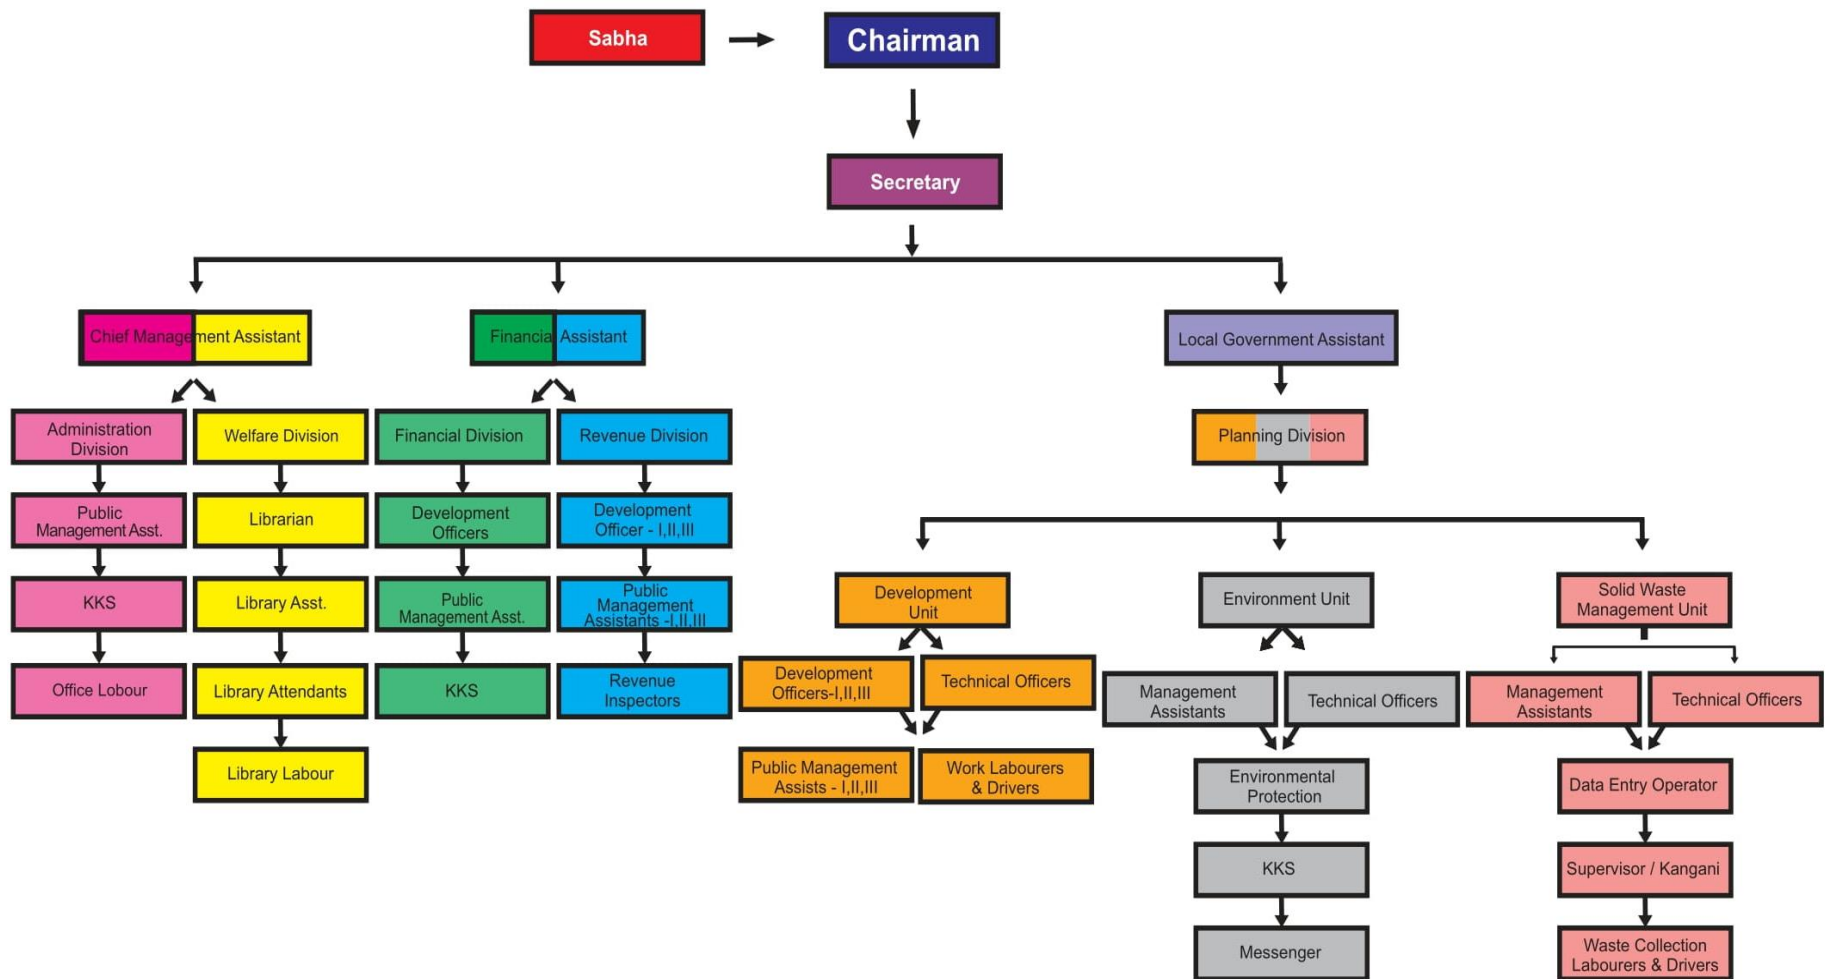 Sabha
Chairman
Secretary
Chief Management Assistant
Financial Assistant
Local Government Assistant
Administration
Division
Welfare Division
Financial Division
Revenue Division
Planning Division
Public
Management Asst.
Librarian
Development
Officers
Development
Officer - I,II,III
KKS
Library Asst.
Public
Management Asst.
Public
Management
Assistants -I,II,III
Office Lobour
Library Attendants
KKS
Revenue
Inspectors
Library Labour
Development
Unit
Environment Unit
Solid Waste
Management Unit
Development
Officers-I,II,III
Technical Officers
Management
Assistants
Technical Officers
Management
Assistants
Technical Officers
Public Management
Assists - I,II,III
Work Labourers
& Drivers
Environmental
Protection
Data Entry Operator
KKS
Supervisor / Kangani
Messenger
Waste Collection
Labourers & Drivers